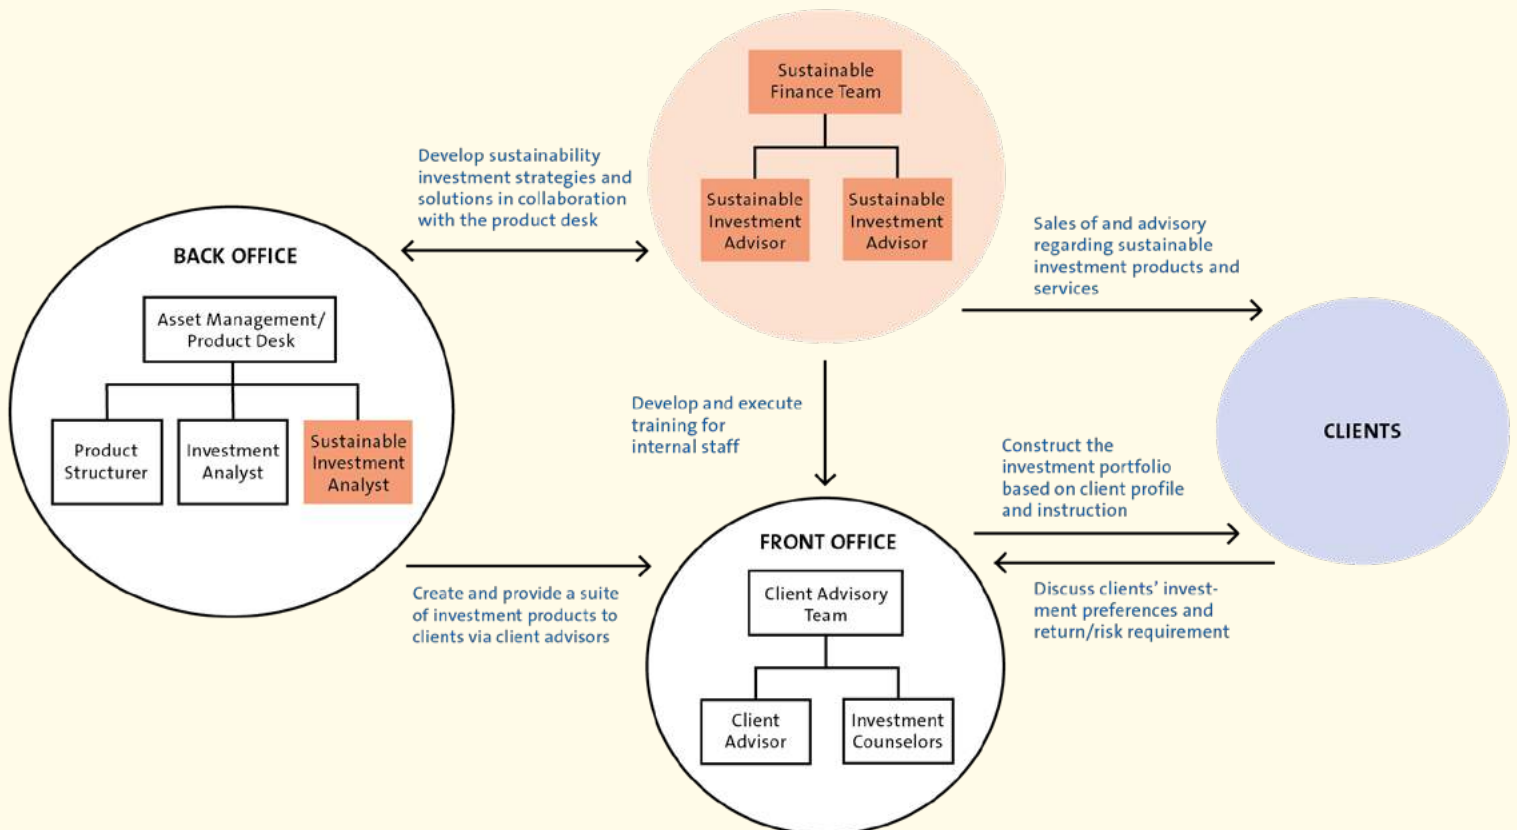 Sustainable
Finance Team
Sustainable
Investment
Advisor
Sustainable
Investment
Advisor
Develop sustainability
investment strategies and
solutions in collaboration
with the product desk
Sales of and advisory
regarding sustainable
investment products and
services
BACK OFFICE
Asset Management/
Product Desk
Product
Structurer
Investment
Analyst
Sustainable
Investment
Analyst
Develop and execute
training for
internal staff
CLIENTS
Construct the
investment portfolio
based on client profile
and instruction
Create and provide a suite
of investment products to
clients via client advisors
FRONT OFFICE
Client Advisory
Team
Client
Advisor
Investment
Counselors
Discuss clients’ invest-
ment preferences and
return/risk requirement